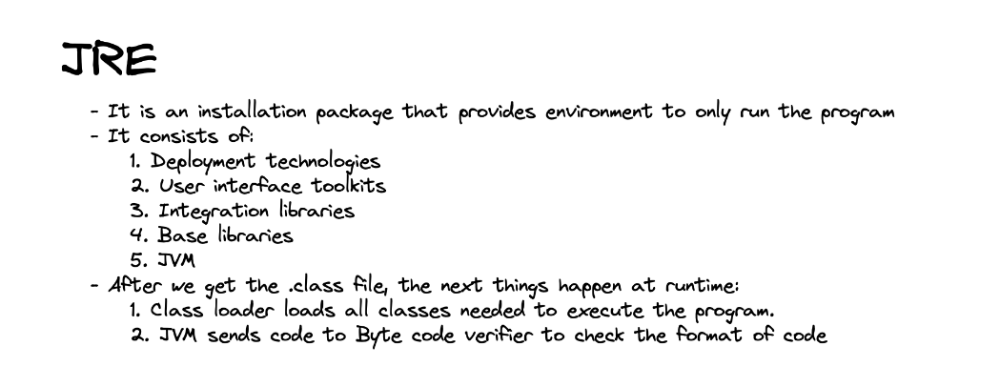 JRE
- It is an installation package that provides environment to only run the program
- It consists of:
1. Deployment technologies
2. User interface toolkits
3. Integration libraries
4. Base libraries
5. JVM
- After we get the .class file, the next things happen at runtime:
1. Class loader loads all classes needed to execute the program.
2. JVM sends code to Byte code verifier to check the format of code